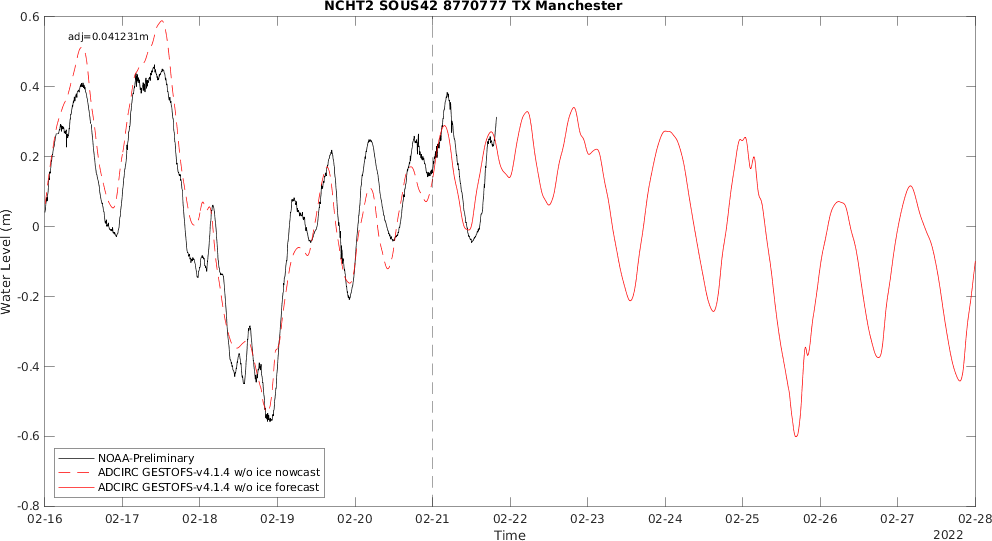 NCHT2 SOUS42 8770777 TX Manchester
adj=0.041231m
0.6
0.4
0.2
0
-0.2
-0.4
-0.6
-0.8
Water Level (m)
NOAA-Preliminary
ADCIRC GESTOFS-v4.1.4 w/o ice nowcast
ADCIRC GESTOFS-v4.1.4 w/o ice forecast
02-16 02-17 02-18 02-19 02-20 02-21 02-22 02-23 02-24 02-25 02-26 02-27 02-28
Time
2022